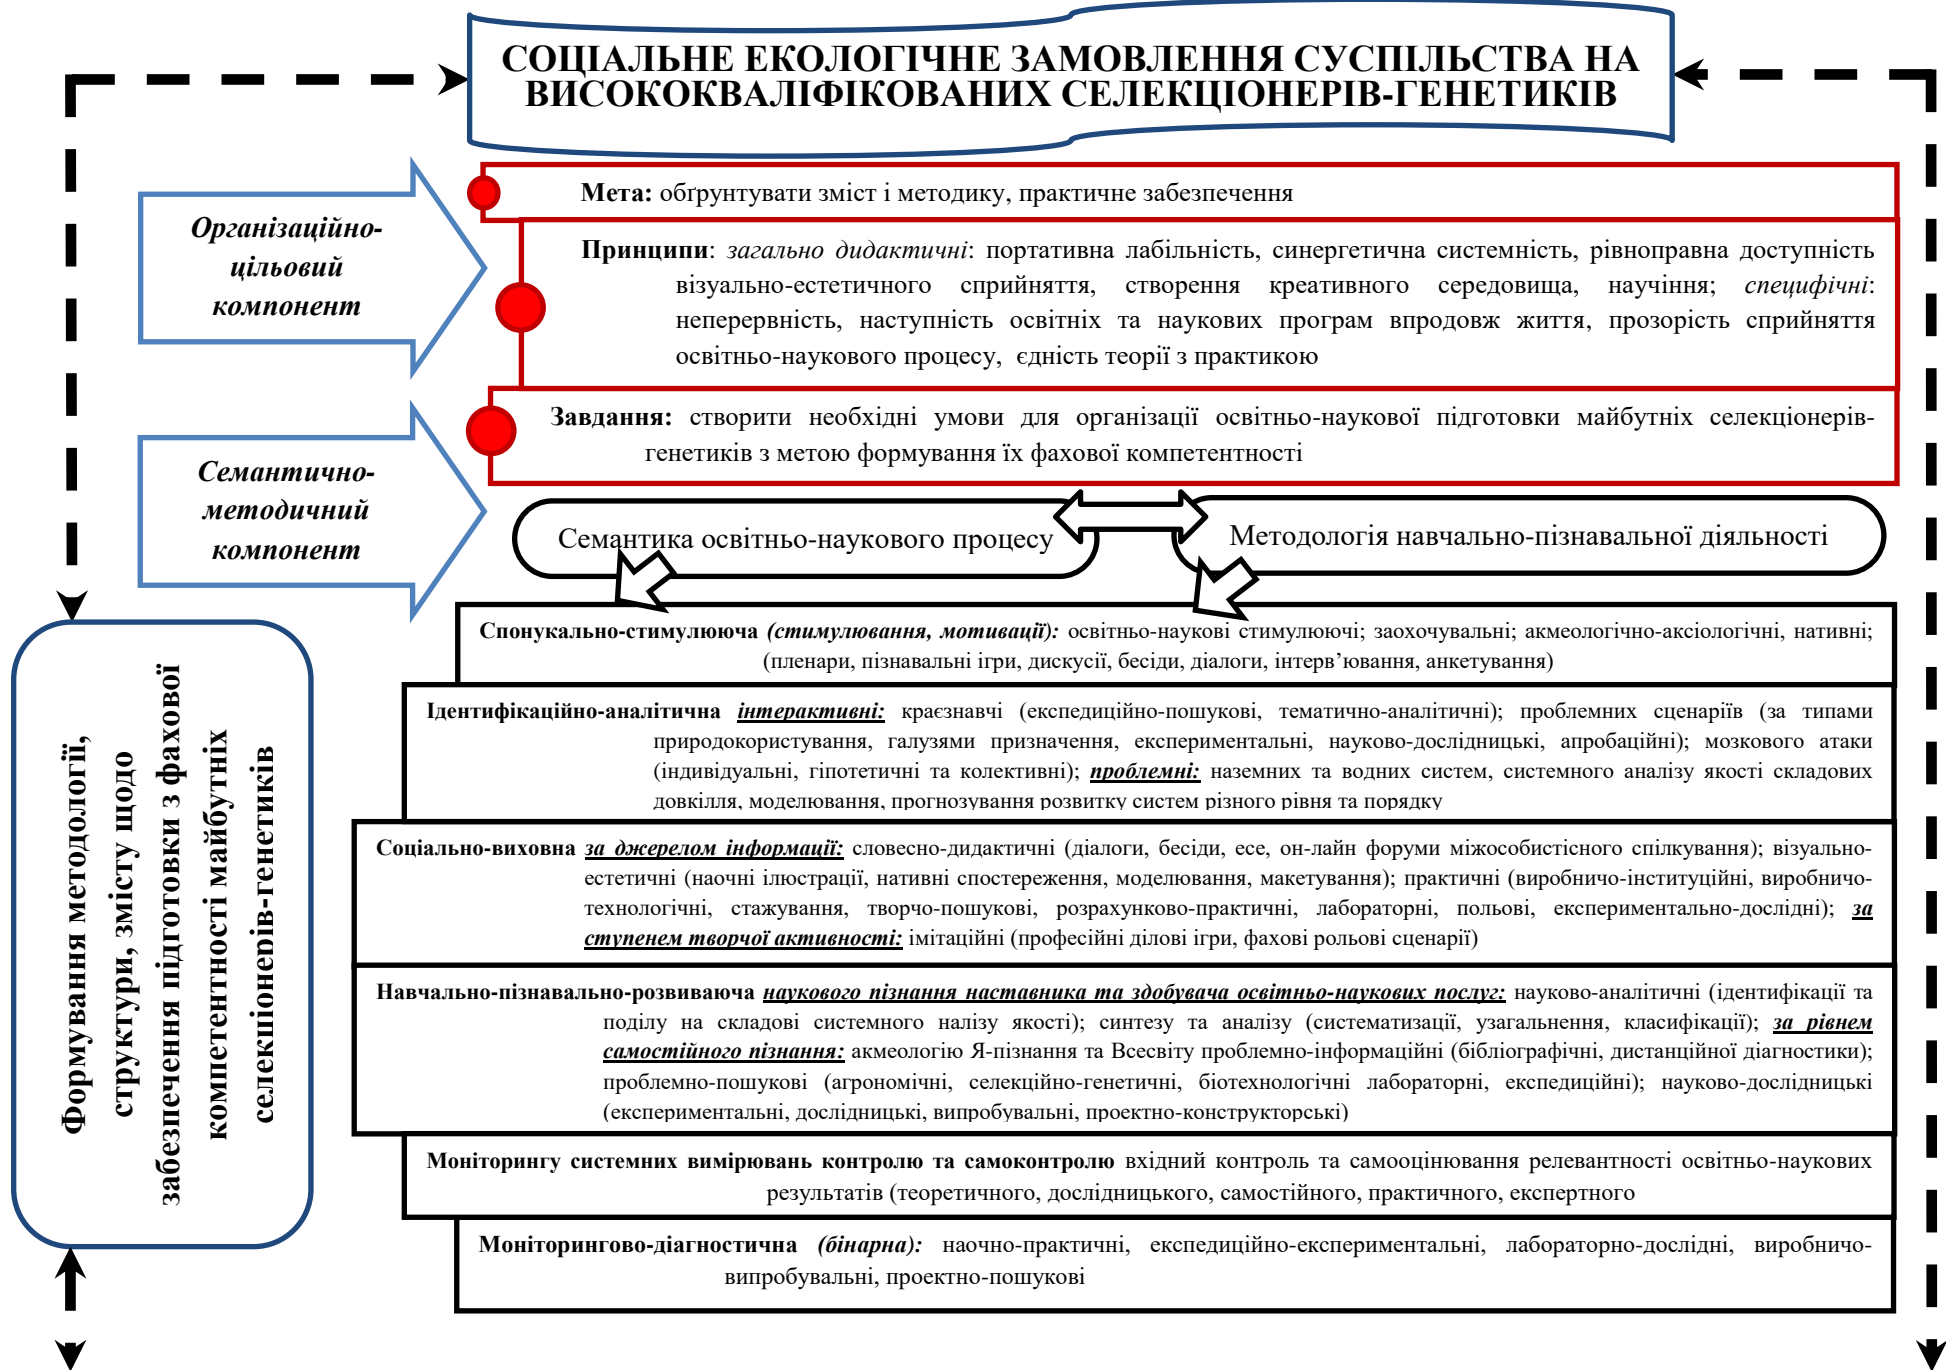 СОЦІАЛЬНЕ ЕКОЛОГІЧНЕ ЗАМОВЛЕННЯ СУСПІЛЬСТВА НА
ВИСОКОКВАЛІФІКОВАНИХ СЕЛЕКЦІОНЕРІВ-ГЕНЕТИКІВ
Організаційно-
цільовий
компонент
Мета: обґрунтувати зміст і методику, практичне забезпечення
Принципи: загально дидактичні: портативна лабільність, синергетична системність, рівноправна доступність
візуально-естетичного сприйняття, створення креативного середовища, научіння; специфічні:
неперервність, наступність освітніх та наукових програм впродовж життя, прозорість сприйняття
освітньо-наукового процесу, єдність теорії з практикою
Завдання: створити необхідні умови для організації освітньо-наукової підготовки майбутніх селекціонерів-
генетиків з метою формування їх фахової компетентності
Семантично-
методичний
компонент
Семантика освітньо-наукового процесу
Методологія навчально-пізнавальної діяльності
Формування методології,
структури, змісту щодо
забезпечення підготовки з фахової
компетентності майбутніх
селекціонерів-генетиків
Спонукально-стимулююча (стимулювання, мотивації): освітньо-наукові стимулюючі; заохочувальні; акмеологічно-аксіологічні, нативні;
(пленари, пізнавальні ігри, дискусії, бесіди, діалоги, інтерв’ювання, анкетування)
Ідентифікаційно-аналітична інтерактивні: краєзнавчі (експедиційно-пошукові, тематично-аналітичні); проблемних сценаріїв (за типами
природокористування, галузями призначення, експериментальні, науково-дослідницькі, апробаційні); мозкового атаки
(індивідуальні, гіпотетичні та колективні); проблемні: наземних та водних систем, системного аналізу якості складових
довкілля, моделювання, прогнозування розвитку систем різного рівня та порядку
Соціально-виховна за джерелом інформації: словесно-дидактичні (діалоги, бесіди, есе, он-лайн форуми міжособистісного спілкування); візуально-
естетичні (наочні ілюстрації, нативні спостереження, моделювання, макетування); практичні (виробничо-інституційні, виробничо-
технологічні, стажування, творчо-пошукові, розрахунково-практичні, лабораторні, польові, експериментально-дослідні); за
ступенем творчої активності: імітаційні (професійні ділові ігри, фахові рольові сценарії)
Навчально-пізнавально-розвиваюча наукового пізнання наставника та здобувача освітньо-наукових послуг: науково-аналітичні (ідентифікації та
поділу на складові системного налізу якості); синтезу та аналізу (систематизації, узагальнення, класифікації); за рівнем
самостійного пізнання: акмеологію Я-пізнання та Всесвіту проблемно-інформаційні (бібліографічні, дистанційної діагностики);
проблемно-пошукові (агрономічні, селекційно-генетичні, біотехнологічні лабораторні, експедиційні); науково-дослідницькі
(експериментальні, дослідницькі, випробувальні, проектно-конструкторські)
Моніторингу системних вимірювань контролю та самоконтролю вхідний контроль та самооцінювання релевантності освітньо-наукових
результатів (теоретичного, дослідницького, самостійного, практичного, експертного
Моніторингово-діагностична (бінарна): наочно-практичні, експедиційно-експериментальні, лабораторно-дослідні, виробничо-
випробувальні, проектно-пошукові